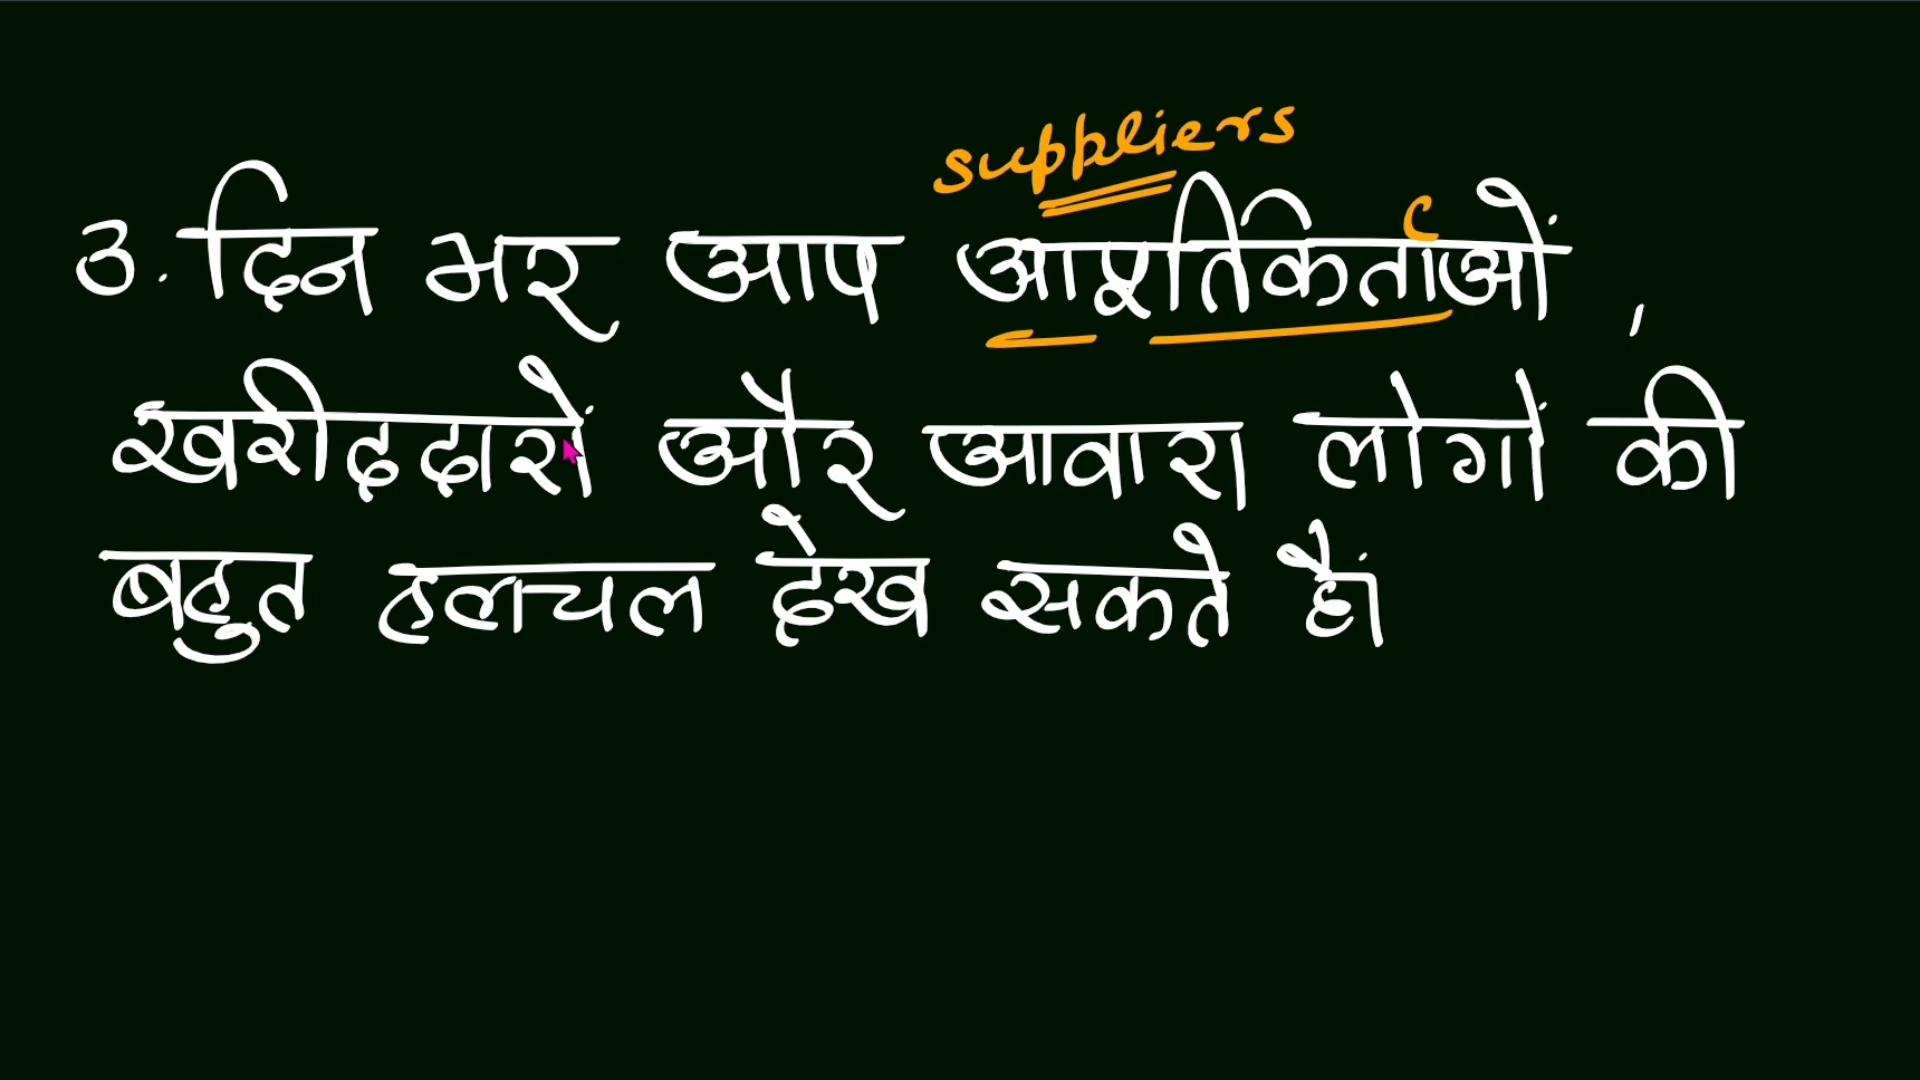 suppliers
3. दिन भर आप आपूर्तिकर्ताओं,
खरीददारों और आवारा लोगों की
बहुत हलचल देख सकते हैं।